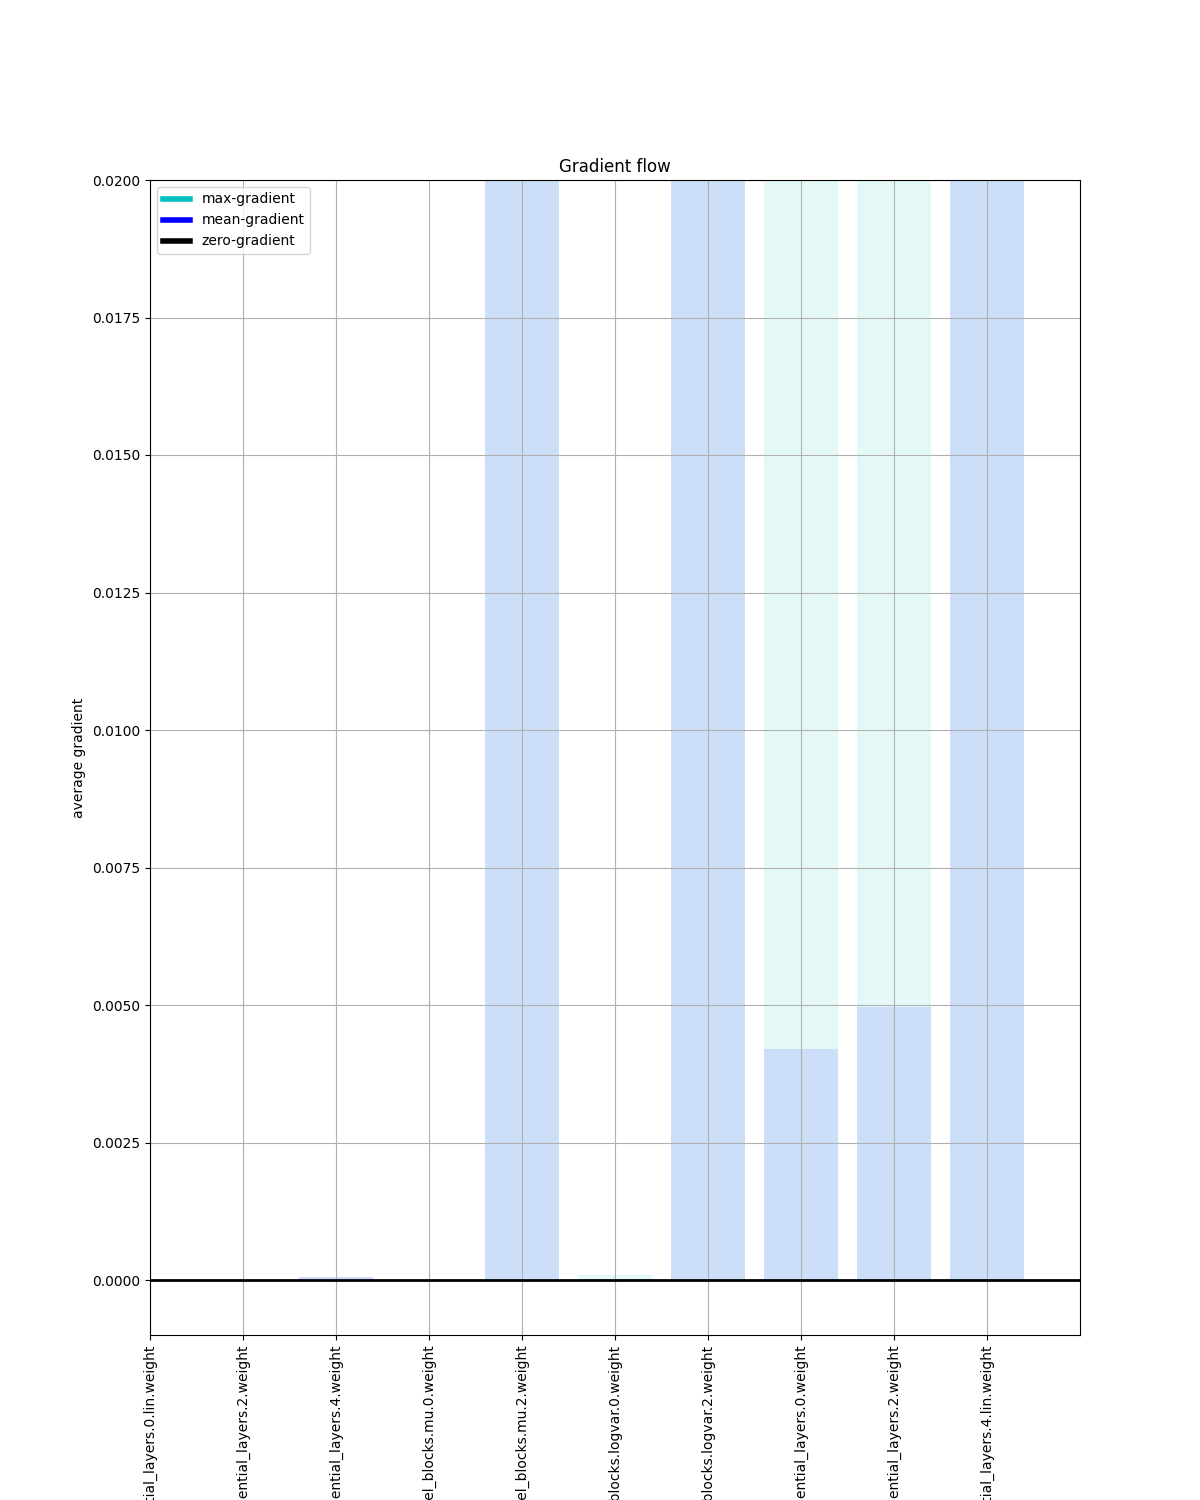 Gradient flow
max-gradient
mean-gradient
zero-gradient
0.0200
0.0175
0.0150
0.0125
0.0100
0.0075
0.0050
0.0025
0.0000
average gradient
tial_layers.0.lin.weight
ential_layers.2.weight
ential_layers.4.weight
el_blocks.mu.0.weight
el_blocks.mu.2.weight
blocks.logvar.0.weight
blocks.logvar.2.weight
ential_layers.0.weight
ential_layers.2.weight
tial_layers.4.lin.weight